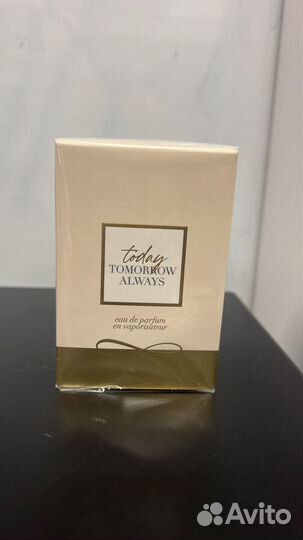 today
TOMORROW
ALWAYS
eau de parfum
en vaporisateur
Avito